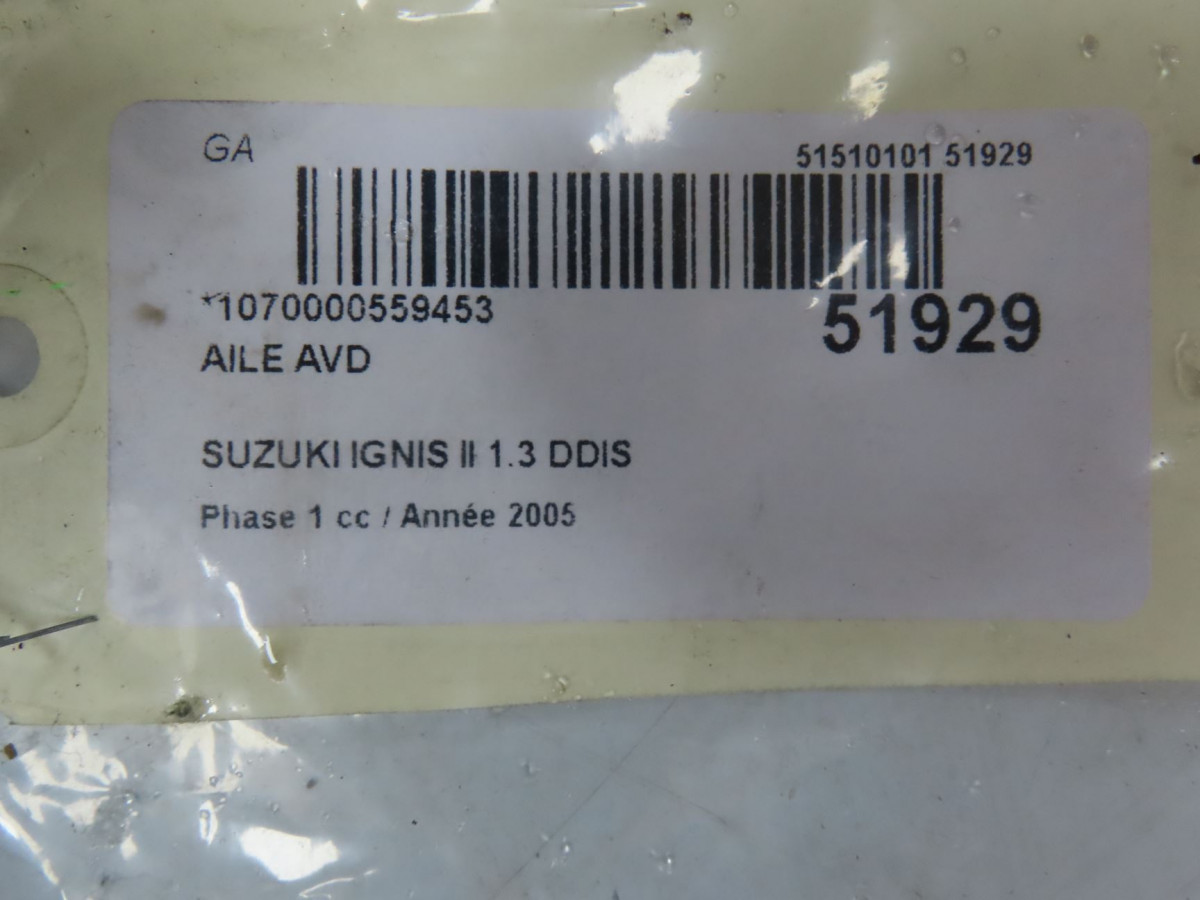 GA
51510101 51929
*1070000559453
51929
AILE AVD
SUZUKI IGNIS II 1.3 DDIS
Phase 1 cc / Année 2005